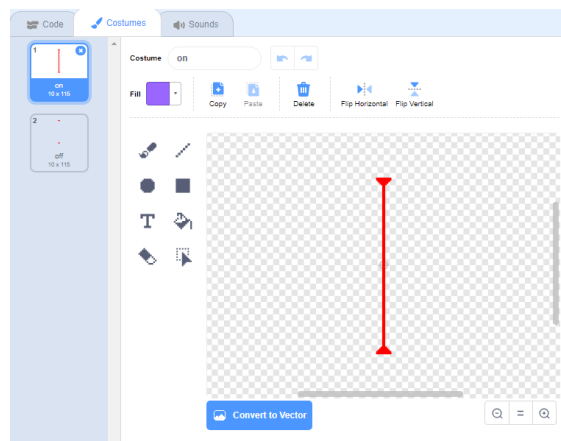 Code Costumes Sounds
1
on
10 x 115
2
off
10 x 115
Costume on
Fill
Copy Paste Delete Flip Horizontal Flip Vertical
T
Convert to Vector